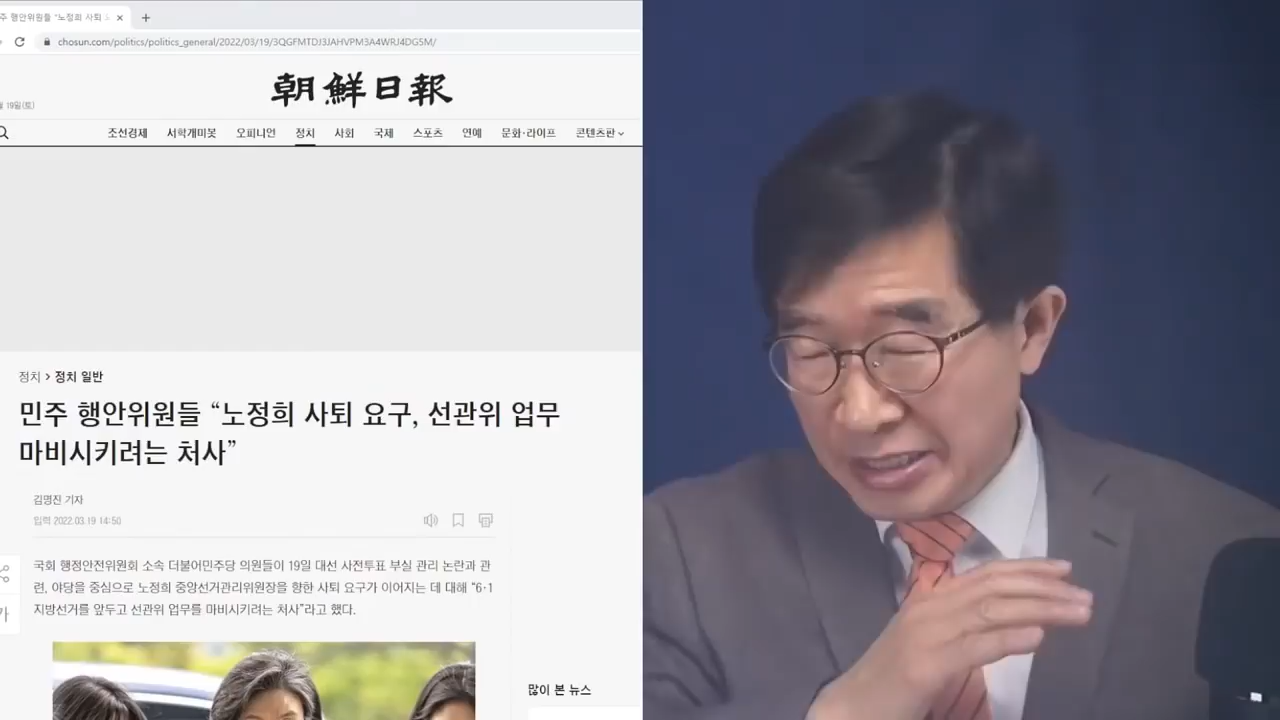 주 행안위원들 “노정희 사퇴
chosun.com/politics/politics_general/2022/03/19/3QGFMTDJ3JAHVPM3A4WRJ4DG5M/
朝鮮日報
19일(토)
조선경제 서학개미봇 오피니언 정치 사회 국제 스포츠 연예 문화·라이프 콘텐츠판
정치 > 정치 일반
민주 행안위원들 “노정희 사퇴 요구, 선관위 업무
마비시키려는 처사”
김명진 기자
입력 2022.03.19 14:50
국회 행정안전위원회 소속 더불어민주당 의원들이 19일 대선 사전투표 부실 관리 논란과 관
련, 야당을 중심으로 노정희 중앙선거관리위원장을 향한 사퇴 요구가 이어지는 데 대해 “6·1
지방선거를 앞두고 선관위 업무를 마비시키려는 처사”라고 했다.
가
많이 본 뉴스